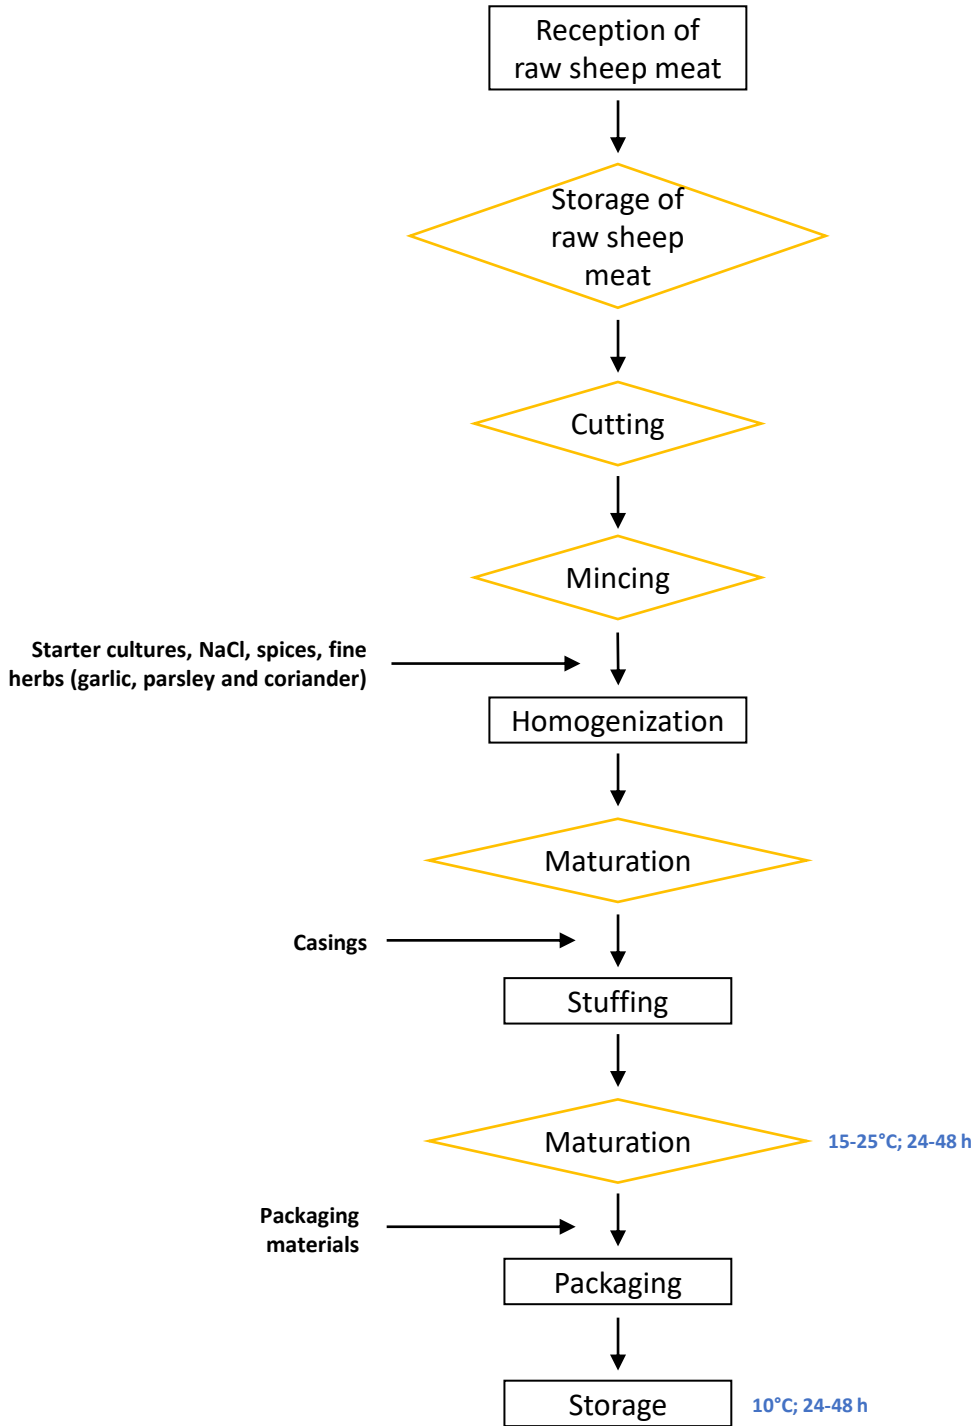 Reception of
raw sheep meat
Storage of
raw sheep
meat
Cutting
Mincing
Starter cultures, NaCl, spices, fine
herbs (garlic, parsley and coriander)
Homogenization
Maturation
Casings
Stuffing
Maturation
15-25°C; 24-48 h
Packaging
materials
Packaging
Storage
10°C; 24-48 h